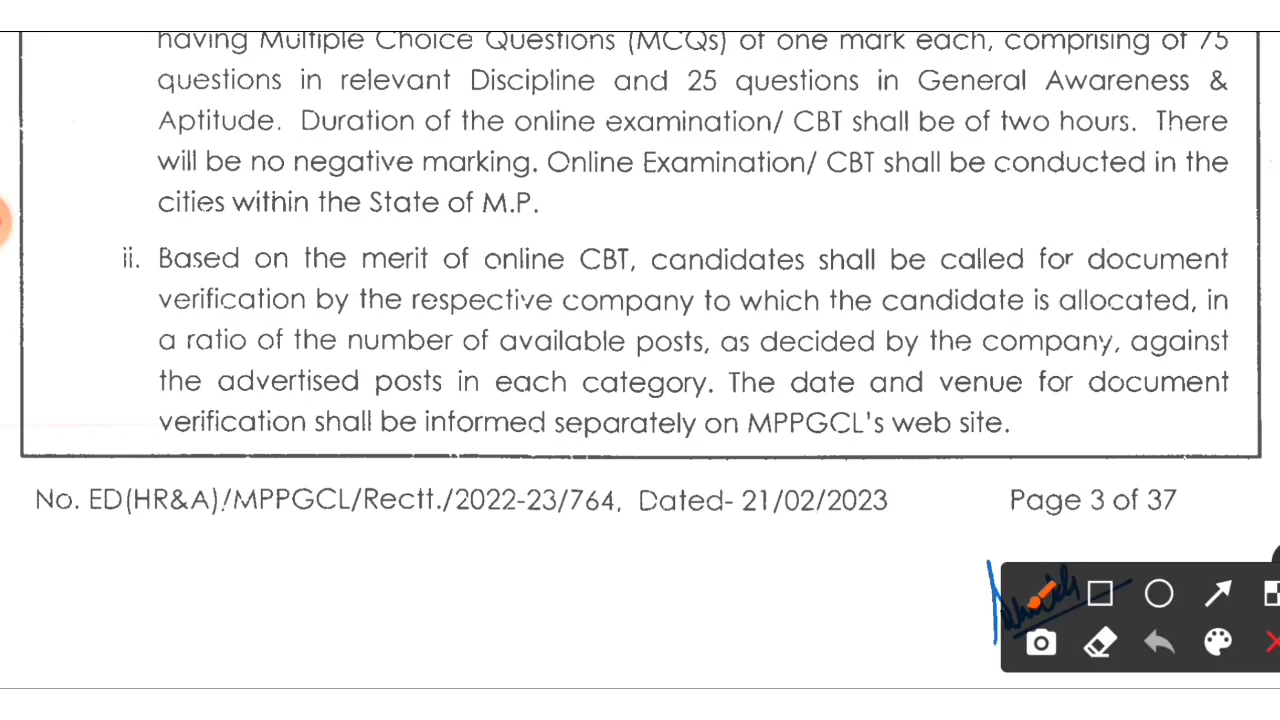 having Multiple Choice Questions (MCQs) of one mark each, comprising of 75
questions in relevant Discipline and 25 questions in General Awareness &
Aptitude. Duration of the online examination/ CBT shall be of two hours. There
will be no negative marking. Online Examination/ CBT shall be conducted in the
cities within the State of M.P.
ii. Based on the merit of online CBT, candidates shall be called for document
verification by the respective company to which the candidate is allocated, in
a ratio of the number of available posts, as decided by the company, against
the advertised posts in each category. The date and venue for document
verification shall be informed separately on MPPGCL's web site.
No. ED(HR&A)/MPPGCL/Rectt./2022-23/764, Dated- 21/02/2023 Page 3 of 37